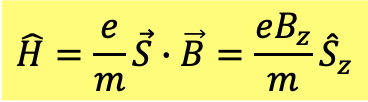 Ĥ = e/m S⃗ · B⃗ = eB_z/m Ŝ_z